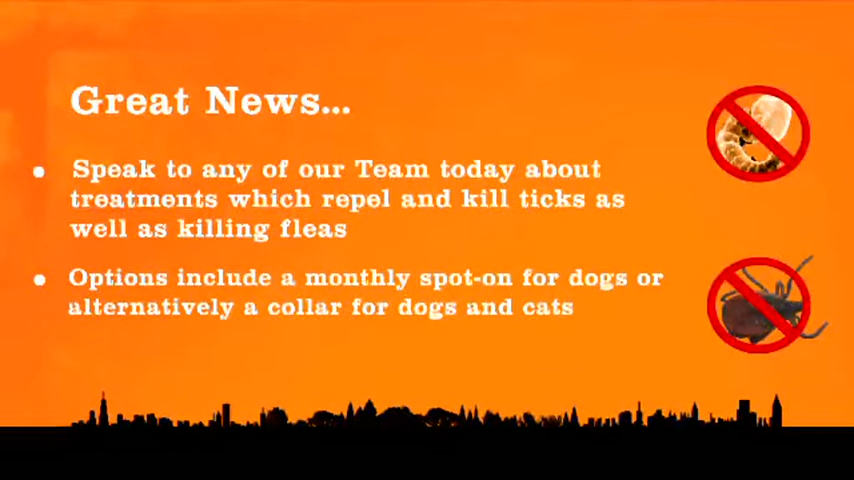 Great News...
• Speak to any of our Team today about
treatments which repel and kill ticks as
well as killing fleas
• Options include a monthly spot-on for dogs or
alternatively a collar for dogs and cats